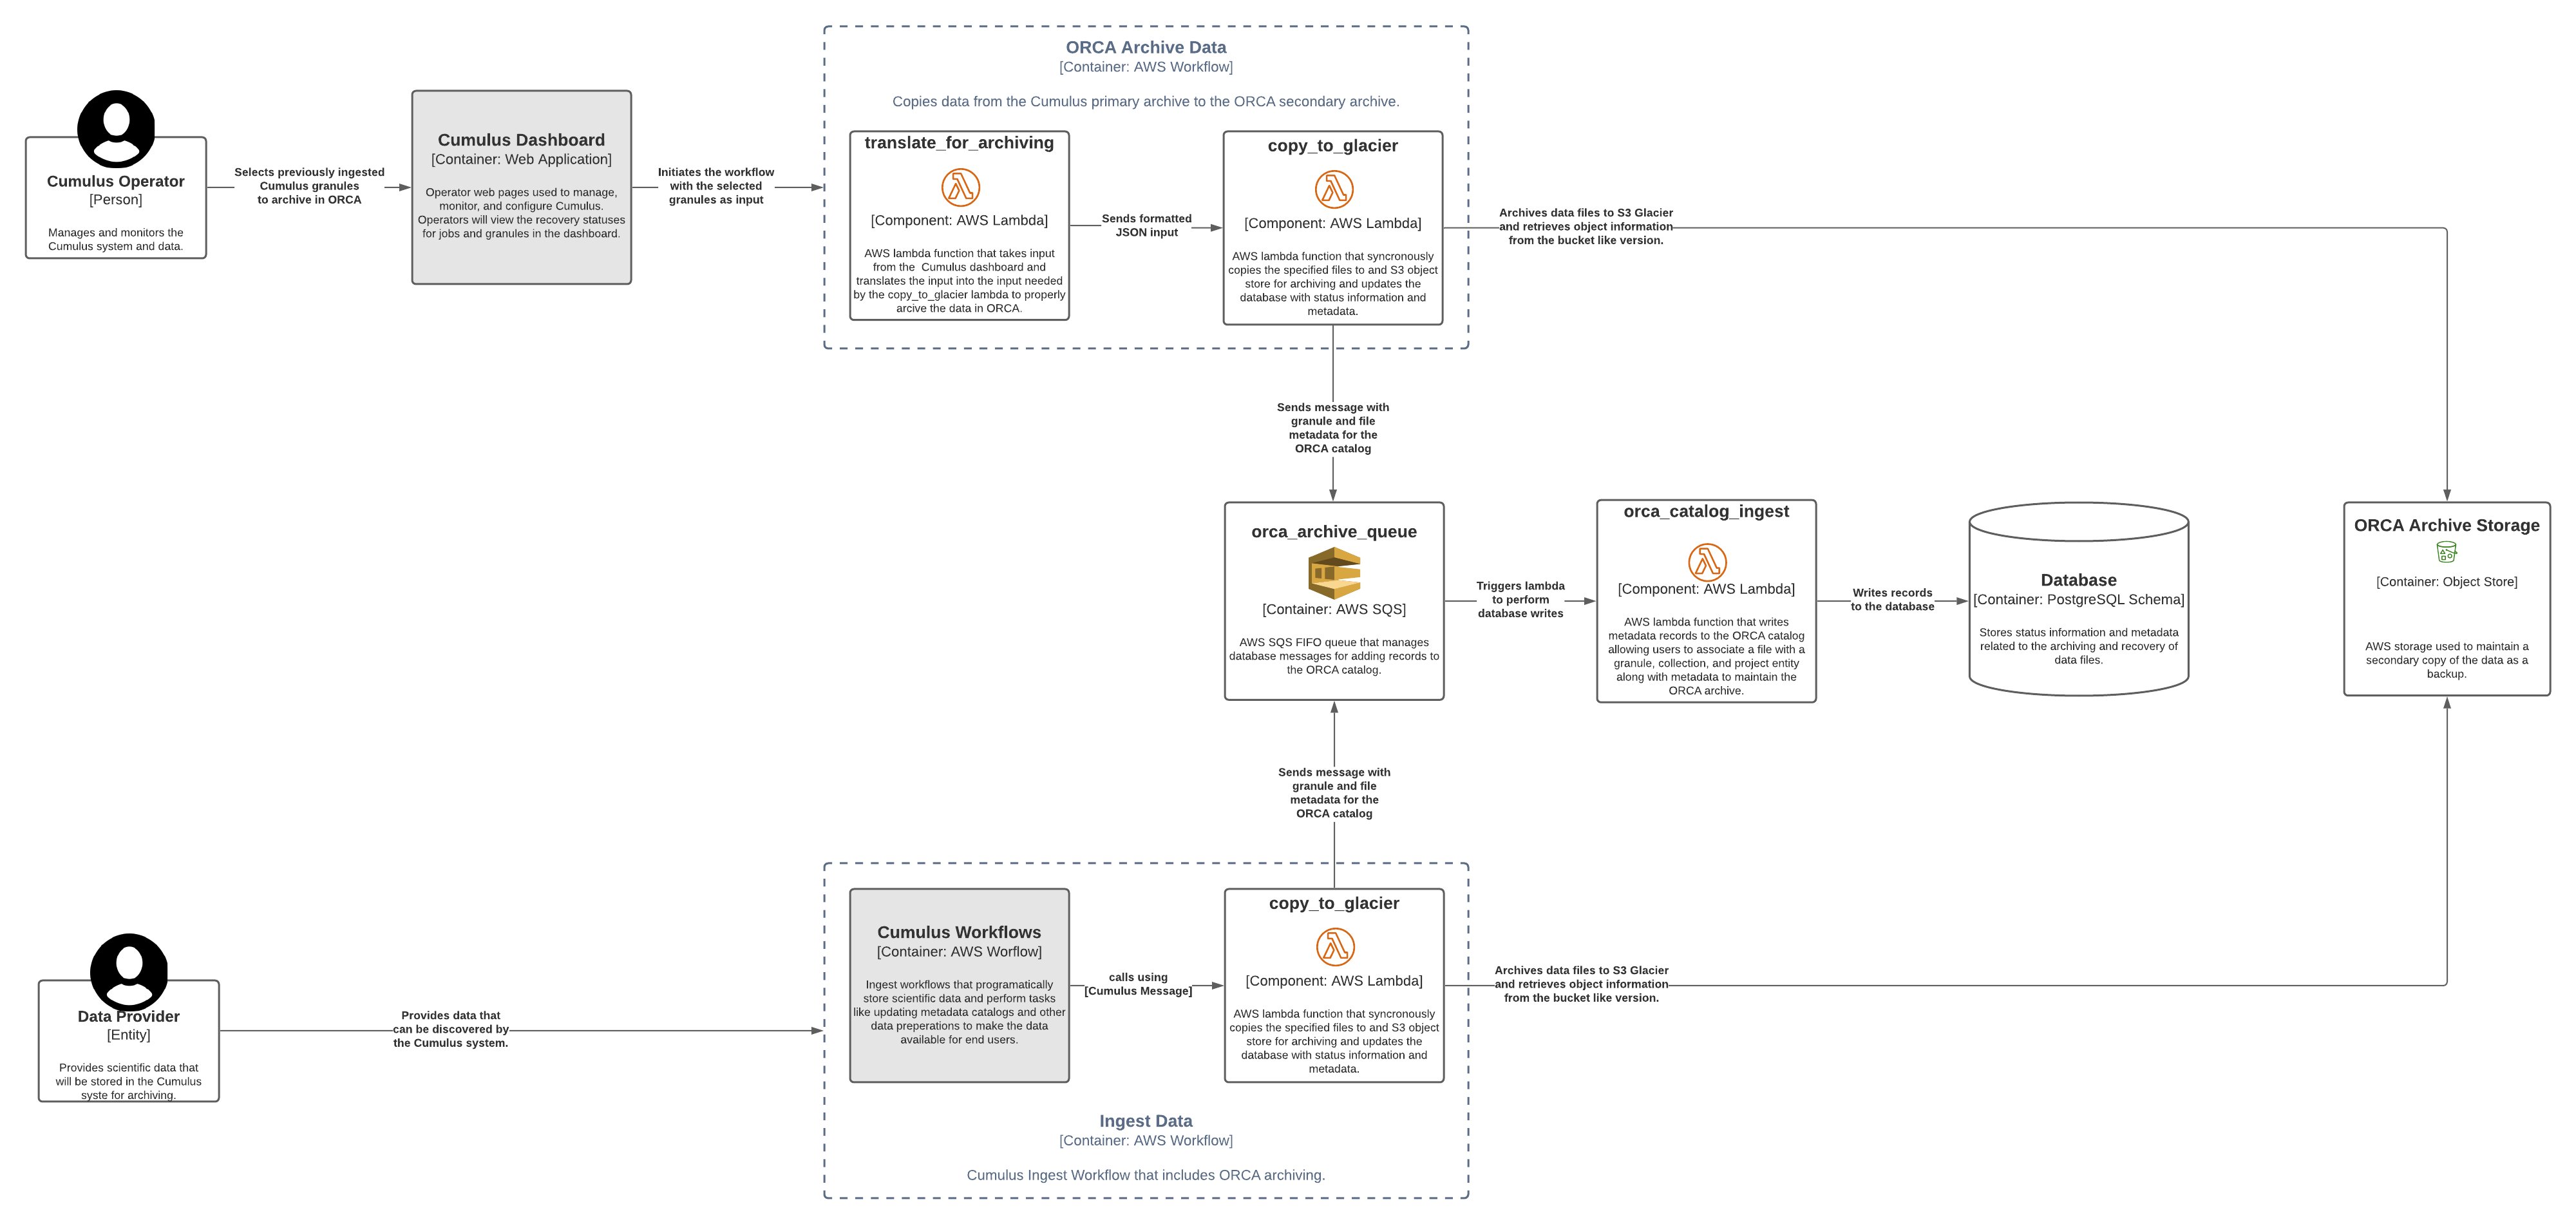 ORCA Archive Data
[Container: AWS Workflow]
Copies data from the Cumulus primary archive to the ORCA secondary archive.
Cumulus Operator
[Person]
Manages and monitors the
Cumulus system and data.
Selects previously ingested
Cumulus granules
to archive in ORCA
Cumulus Dashboard
[Container: Web Application]
Operator web pages used to manage,
monitor, and configure Cumulus.
Operators will view the recovery statuses
for jobs and granules in the dashboard.
Initiates the workflow
with the selected
granules as input
translate_for_archiving
[Component: AWS Lambda]
AWS lambda function that takes input
from the Cumulus dashboard and
translates the input into the input needed
by the copy_to_glacier lambda to properly
arcive the data in ORCA.
Sends formatted
JSON input
copy_to_glacier
[Component: AWS Lambda]
AWS lambda function that syncronously
copies the specified files to and S3 object
store for archiving and updates the
database with status information and
metadata.
Archives data files to S3 Glacier
and retrieves object information
from the bucket like version.
Sends message with
granule and file
metadata for the
ORCA catalog
orca_archive_queue
[Container: AWS SQS]
AWS SQS FIFO queue that manages
database messages for adding records to
the ORCA catalog.
Triggers lambda
to perform
database writes
orca_catalog_ingest
[Component: AWS Lambda]
AWS lambda function that writes
metadata records to the ORCA catalog
allowing users to associate a file with a
granule, collection, and project entity
along with metadata to maintain the
ORCA archive.
Writes records
to the database
Database
[Container: PostgreSQL Schema]
Stores status information and metadata
related to the archiving and recovery of
data files.
ORCA Archive Storage
[Container: Object Store]
AWS storage used to maintain a
secondary copy of the data as a
backup.
Sends message with
granule and file
metadata for the
ORCA catalog
Data Provider
[Entity]
Provides scientific data that
will be stored in the Cumulus
syste for archiving.
Provides data that
can be discovered by
the Cumulus system.
Cumulus Workflows
[Container: AWS Worflow]
Ingest workflows that programatically
store scientific data and perform tasks
like updating metadata catalogs and other
data preperations to make the data
available for end users.
calls using
[Cumulus Message]
copy_to_glacier
[Component: AWS Lambda]
AWS lambda function that syncronously
copies the specified files to and S3 object
store for archiving and updates the
database with status information and
metadata.
Archives data files to S3 Glacier
and retrieves object information
from the bucket like version.
Ingest Data
[Container: AWS Workflow]
Cumulus Ingest Workflow that includes ORCA archiving.